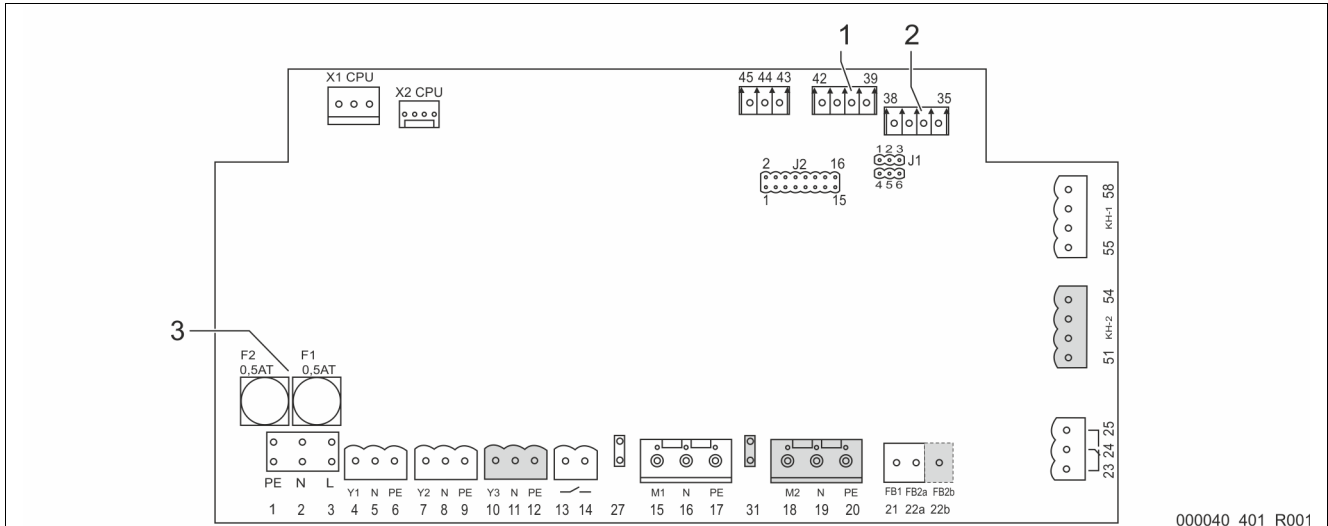 1 2
X1 CPU
X2 CPU
45 44 43
42 39
38 35
1 2 3
J1
4 5 6
2 J2 16
1 15
58
KH-1
55
54
KH-2
51
3
F2 F1
0,5AT 0,5AT
25
24
23
PE N L
Y1 N PE Y2 N PE Y3 N PE M1 N PE M2 N PE FB1 FB2a FB2b
1 2 3 4 5 6 7 8 9 10 11 12 13 14 27 15 16 17 31 18 19 20 21 22a 22b
000040_401_R001